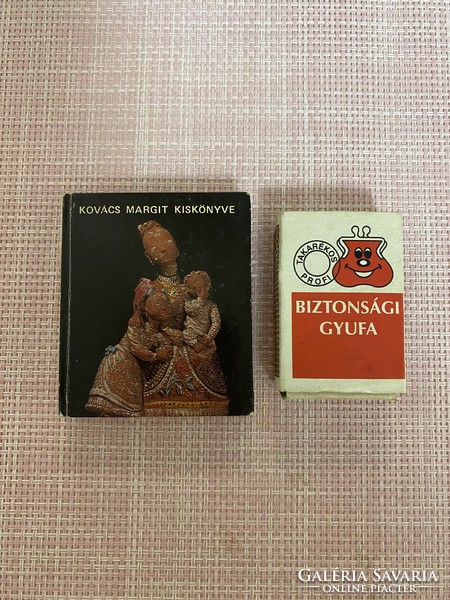 KOVÁCS MARGIT KISKÖNYVE
TAKARÉKOS
PROFI
BIZTONSÁGI
GYUFA
GALÉRIA SAVARIA
ONLINE PIACTÉR